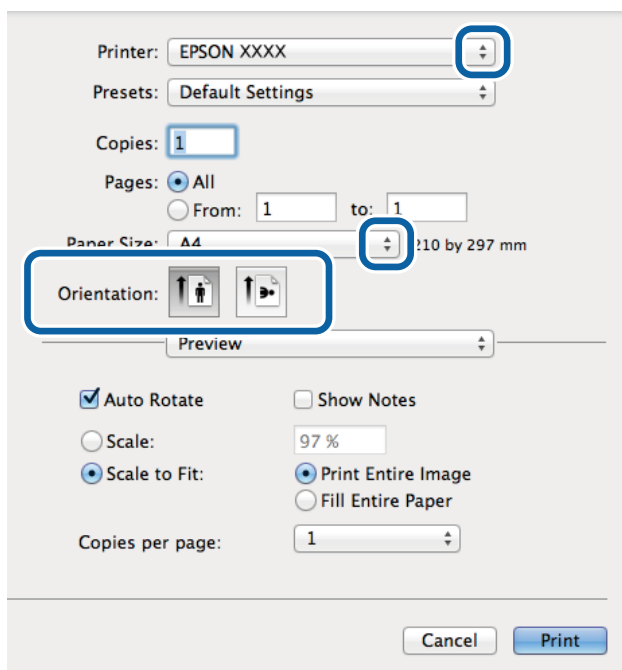 Printer: EPSON XXXX
Presets: Default Settings
Copies: 1
Pages: All
From: 1 to: 1
Paper Size: A4 210 by 297 mm
Orientation:
Preview
Auto Rotate Show Notes
Scale: 97 %
Scale to Fit: Print Entire Image
Fill Entire Paper
Copies per page: 1
Cancel Print